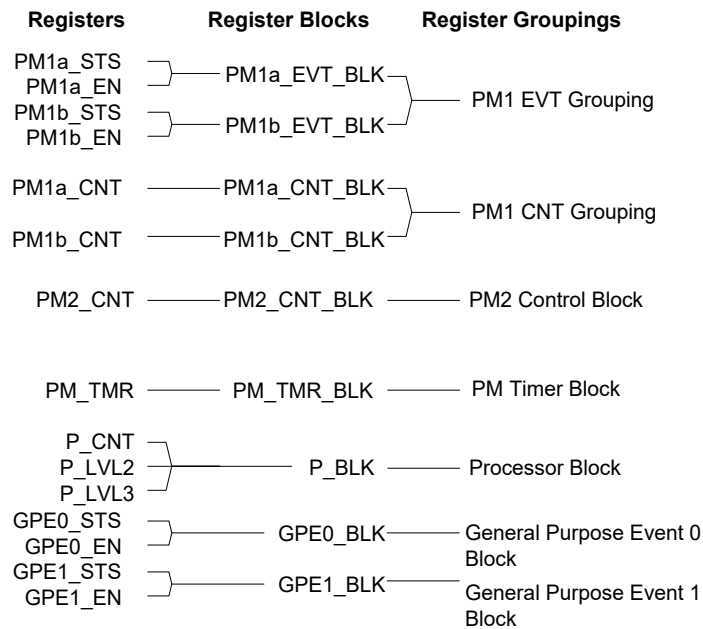 Registers Register Blocks Register Groupings
PM1a_STS
PM1a_EN
PM1a_EVT_BLK
PM1b_STS
PM1b_EN
PM1b_EVT_BLK
PM1 EVT Grouping
PM1a_CNT PM1a_CNT_BLK
PM1b_CNT PM1b_CNT_BLK
PM1 CNT Grouping
PM2_CNT PM2_CNT_BLK PM2 Control Block
PM_TMR PM_TMR_BLK PM Timer Block
P_CNT
P_LVL2 P_BLK Processor Block
P_LVL3
GPE0_STS
GPE0_EN
GPE0_BLK General Purpose Event 0
Block
GPE1_STS
GPE1_EN
GPE1_BLK General Purpose Event 1
Block